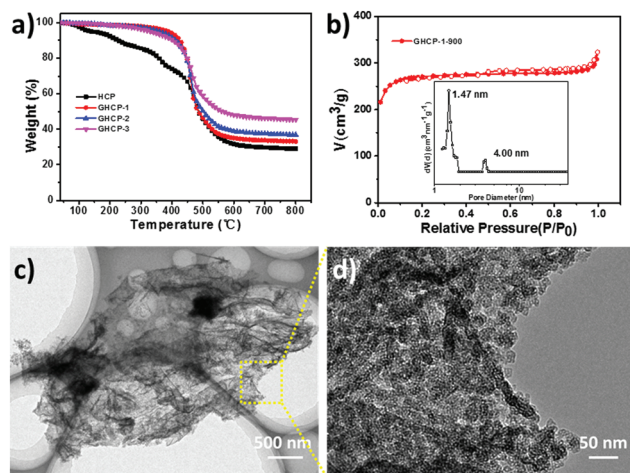 a)
Weight (%)
100
80
60
40
20
0
HCP
GHCP-1
GHCP-2
GHCP-3
100 200 300 400 500 600 700 800
Temperature (℃)
b)
V(cm³/g)
400
300
200
100
0
GHCP-1-900
dV(d) (cm³nm⁻¹g⁻¹)
1.47 nm
4.00 nm
1 10
Pore Diameter (nm)
0.0 0.2 0.4 0.6 0.8 1.0
Relative Pressure(P/P₀)
c)
500 nm
d)
50 nm